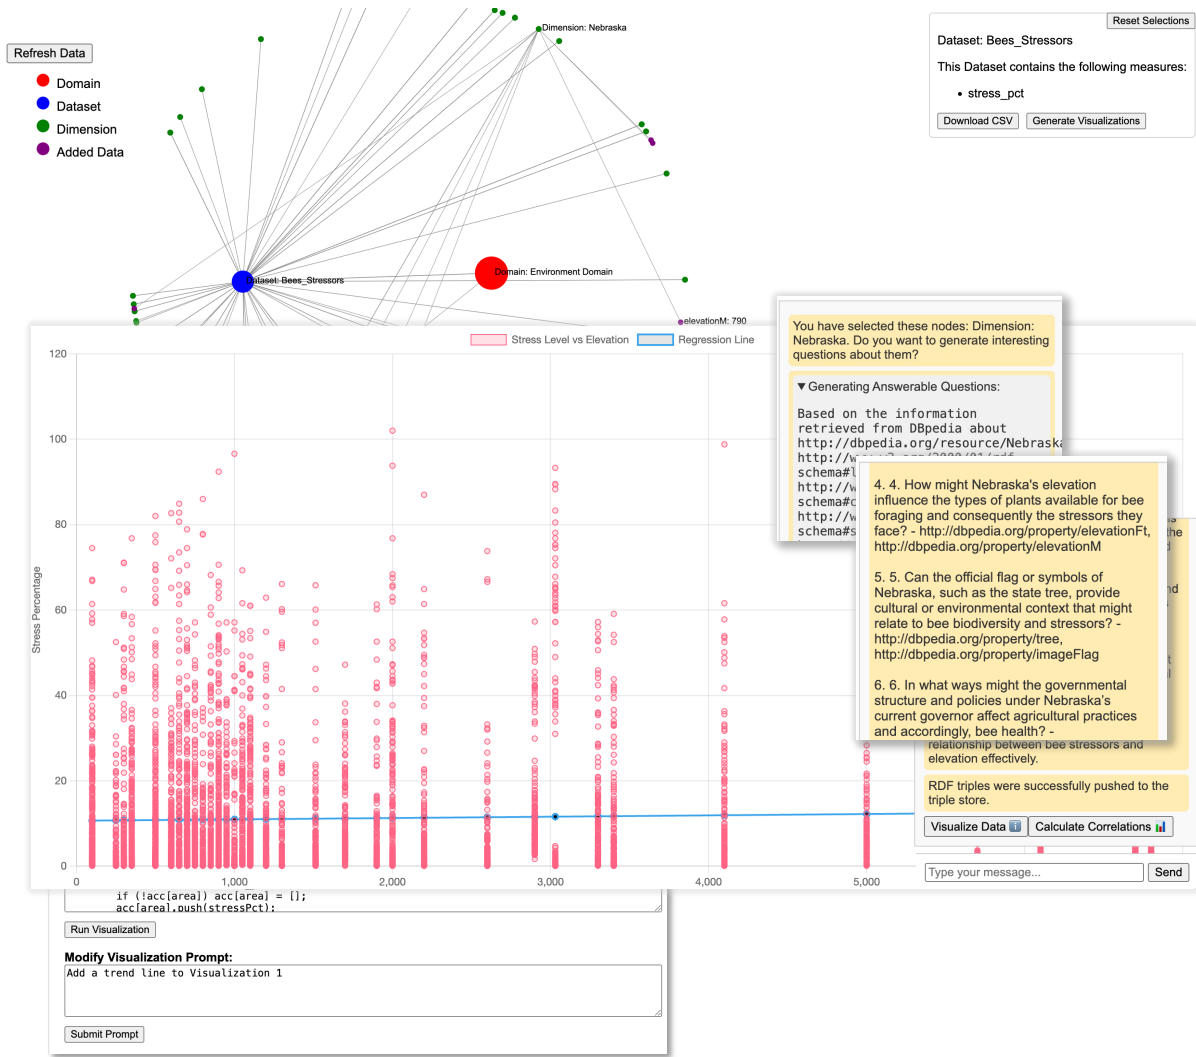 Refresh Data
Domain
Dataset
Dimension
Added Data
Dimension: Nebraska
Dataset: Bees_Stressors
Domain: Environment Domain
elevationM: 790
Reset Selections
Dataset: Bees_Stressors
This Dataset contains the following measures:
• stress_pct
Download CSV
Generate Visualizations
Stress Level vs Elevation
Regression Line
Stress Percentage
120
100
80
60
40
20
0
0
1,000
2,000
3,000
4,000
5,000
You have selected these nodes: Dimension:
Nebraska. Do you want to generate interesting
questions about them?
▼ Generating Answerable Questions:
Based on the information
retrieved from DBpedia about
http://dbpedia.org/resource/Nebraska
4. 4. How might Nebraska's elevation
influence the types of plants available for bee
foraging and consequently the stressors they
face? - http://dbpedia.org/property/elevationFt,
http://dbpedia.org/property/elevationM
5. 5. Can the official flag or symbols of
Nebraska, such as the state tree, provide
cultural or environmental context that might
relate to bee biodiversity and stressors? -
http://dbpedia.org/property/tree,
http://dbpedia.org/property/imageFlag
6. 6. In what ways might the governmental
structure and policies under Nebraska's
current governor affect agricultural practices
and accordingly, bee health? -
relationship between bee stressors and
elevation effectively.
RDF triples were successfully pushed to the
triple store.
Visualize Data
Calculate Correlations
Type your message...
Send
if (!acc[area]) acc[area] = [];
acc[area].push(stressPct);
Run Visualization
Modify Visualization Prompt:
Add a trend line to Visualization 1
Submit Prompt